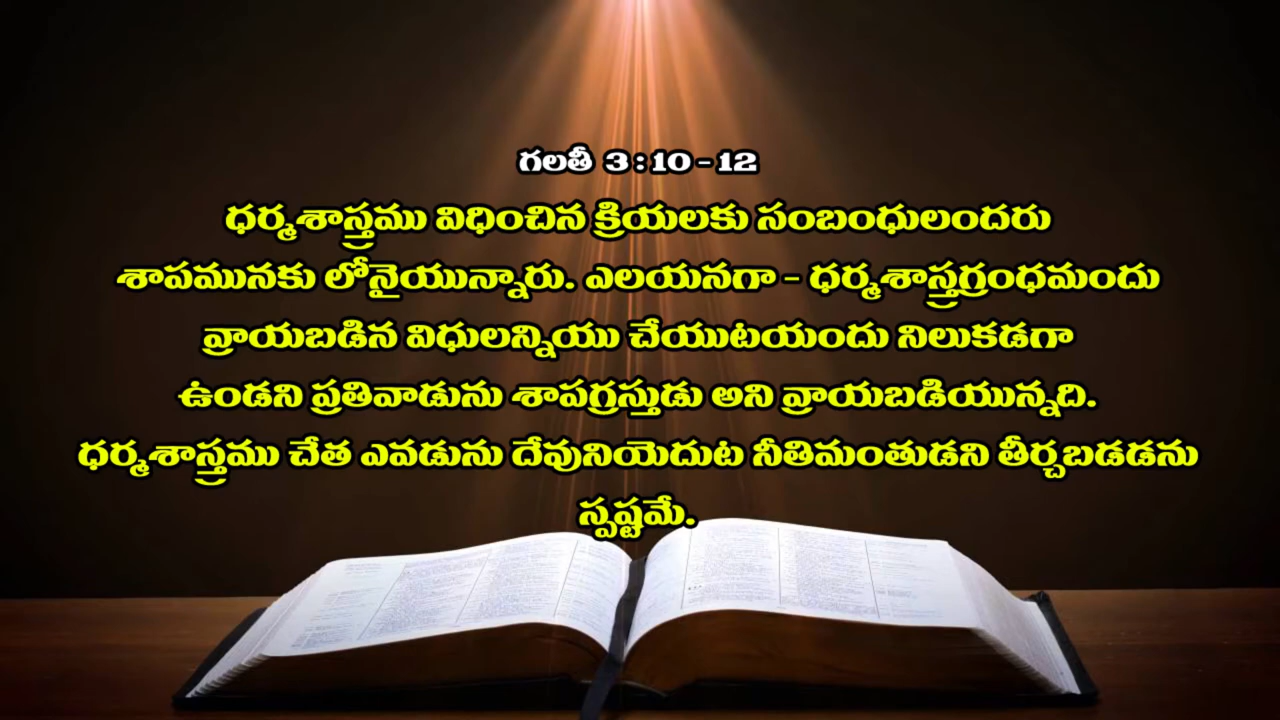 గలతీ 3 : 10 - 12
ధర్మశాస్త్రము విధించిన క్రియలకు సంబంధులందరు
శాపమునకు లోనైయున్నారు. ఎలయనగా - ధర్మశాస్త్రగ్రంధమందు
వ్రాయబడిన విధులన్నియు చేయుటయందు నిలుకడగా
ఉండని ప్రతివాడును శాపగ్రస్తుడు అని వ్రాయబడియున్నది.
ధర్మశాస్త్రము చేత ఎవడును దేవునియెదుట నీతిమంతుడని తీర్చబడడను
స్పష్టమే.